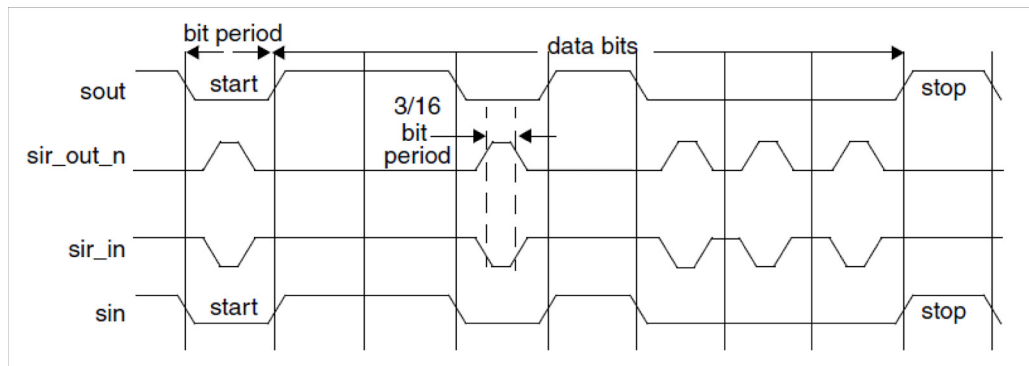 bit period
data bits
sout
start
stop
3/16
bit
period
sir_out_n
sir_in
sin
start
stop